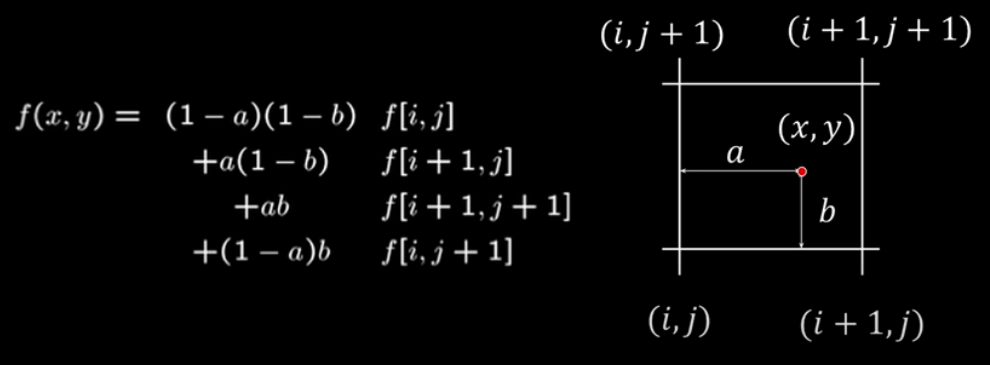 f(x, y) = (1 − a)(1 − b) f[i, j]
+a(1 − b) f[i + 1, j]
+ab f[i + 1, j + 1]
+(1 − a)b f[i, j + 1]
(i, j + 1) (i + 1, j + 1)
(x, y)
a
b
(i, j) (i + 1, j)